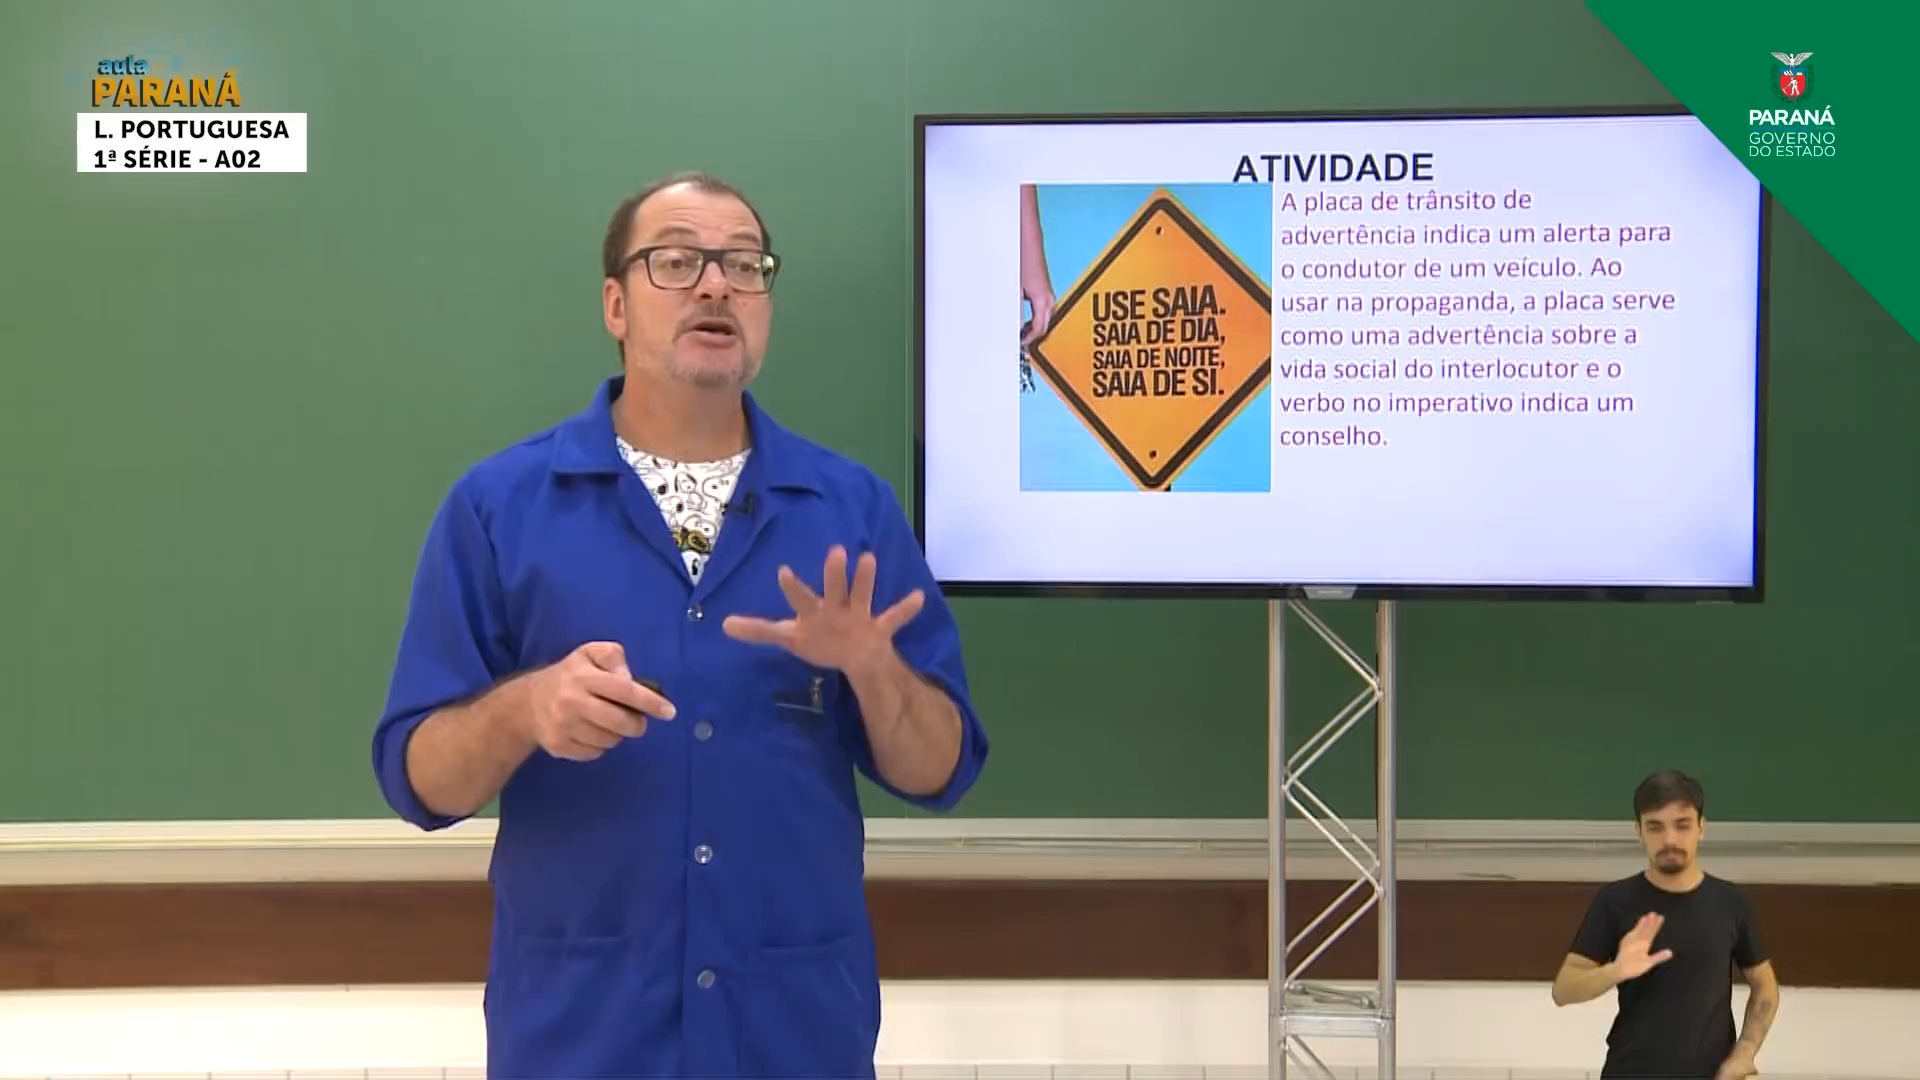 aula
PARANÁ
L. PORTUGUESA
1ª SÉRIE - A02
PARANÁ
GOVERNO
DO ESTADO
ATIVIDADE
USE SAIA.
SAIA DE DIA,
SAIA DE NOITE,
SAIA DE SI.
A placa de trânsito de
advertência indica um alerta para
o condutor de um veículo. Ao
usar na propaganda, a placa serve
como uma advertência sobre a
vida social do interlocutor e o
verbo no imperativo indica um
conselho.